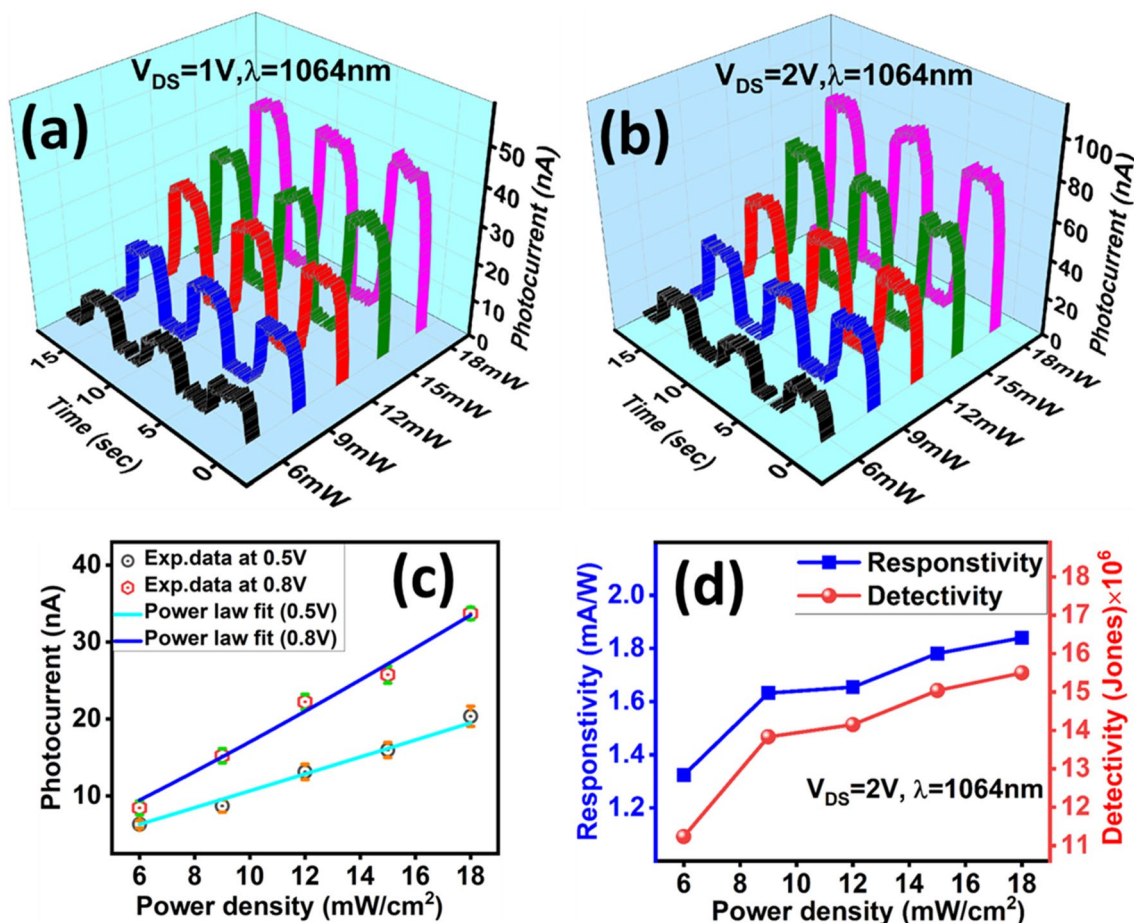 V_DS=1V,λ=1064nm
(a)
50
40
30
20
10
0
Photocurrent (nA)
15
10
5
0
Time (sec)
18mW
15mW
12mW
9mW
6mW
V_DS=2V,λ=1064nm
(b)
100
80
60
40
20
0
Photocurrent (nA)
15
10
5
0
Time (sec)
18mW
15mW
12mW
9mW
6mW
(c)
Exp.data at 0.5V
Exp.data at 0.8V
Power law fit (0.5V)
Power law fit (0.8V)
40
30
20
10
Photocurrent (nA)
6 8 10 12 14 16 18
Power density (mW/cm²)
(d)
Responstivity
Detectivity
2.0
1.8
1.6
1.4
1.2
Responstivity (mA/W)
18
17
16
15
14
13
12
11
Detectivity (Jones)×10⁶
V_DS=2V, λ=1064nm
6 8 10 12 14 16 18
Power density (mW/cm²)